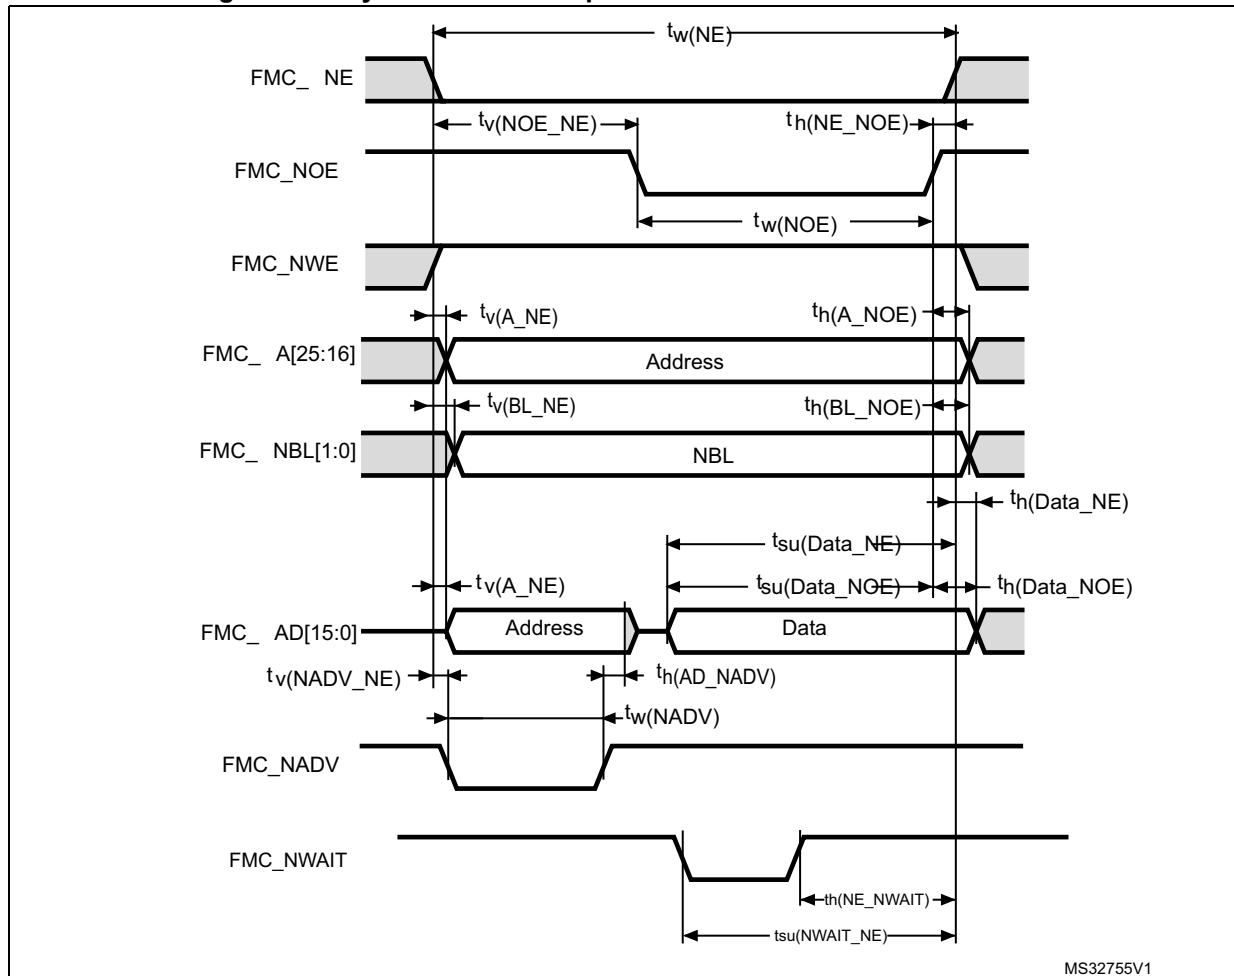 tw(NE)
FMC_ NE
tv(NOE_NE) th(NE_NOE)
FMC_NOE
tw(NOE)
FMC_NWE
tv(A_NE) th(A_NOE)
FMC_ A[25:16] Address
tv(BL_NE) th(BL_NOE)
FMC_ NBL[1:0] NBL
th(Data_NE)
tsu(Data_NE)
tv(A_NE) tsu(Data_NOE) th(Data_NOE)
FMC_ AD[15:0] Address Data
tv(NADV_NE) th(AD_NADV)
tw(NADV)
FMC_NADV
FMC_NWAIT
th(NE_NWAIT)
tsu(NWAIT_NE)
MS32755V1